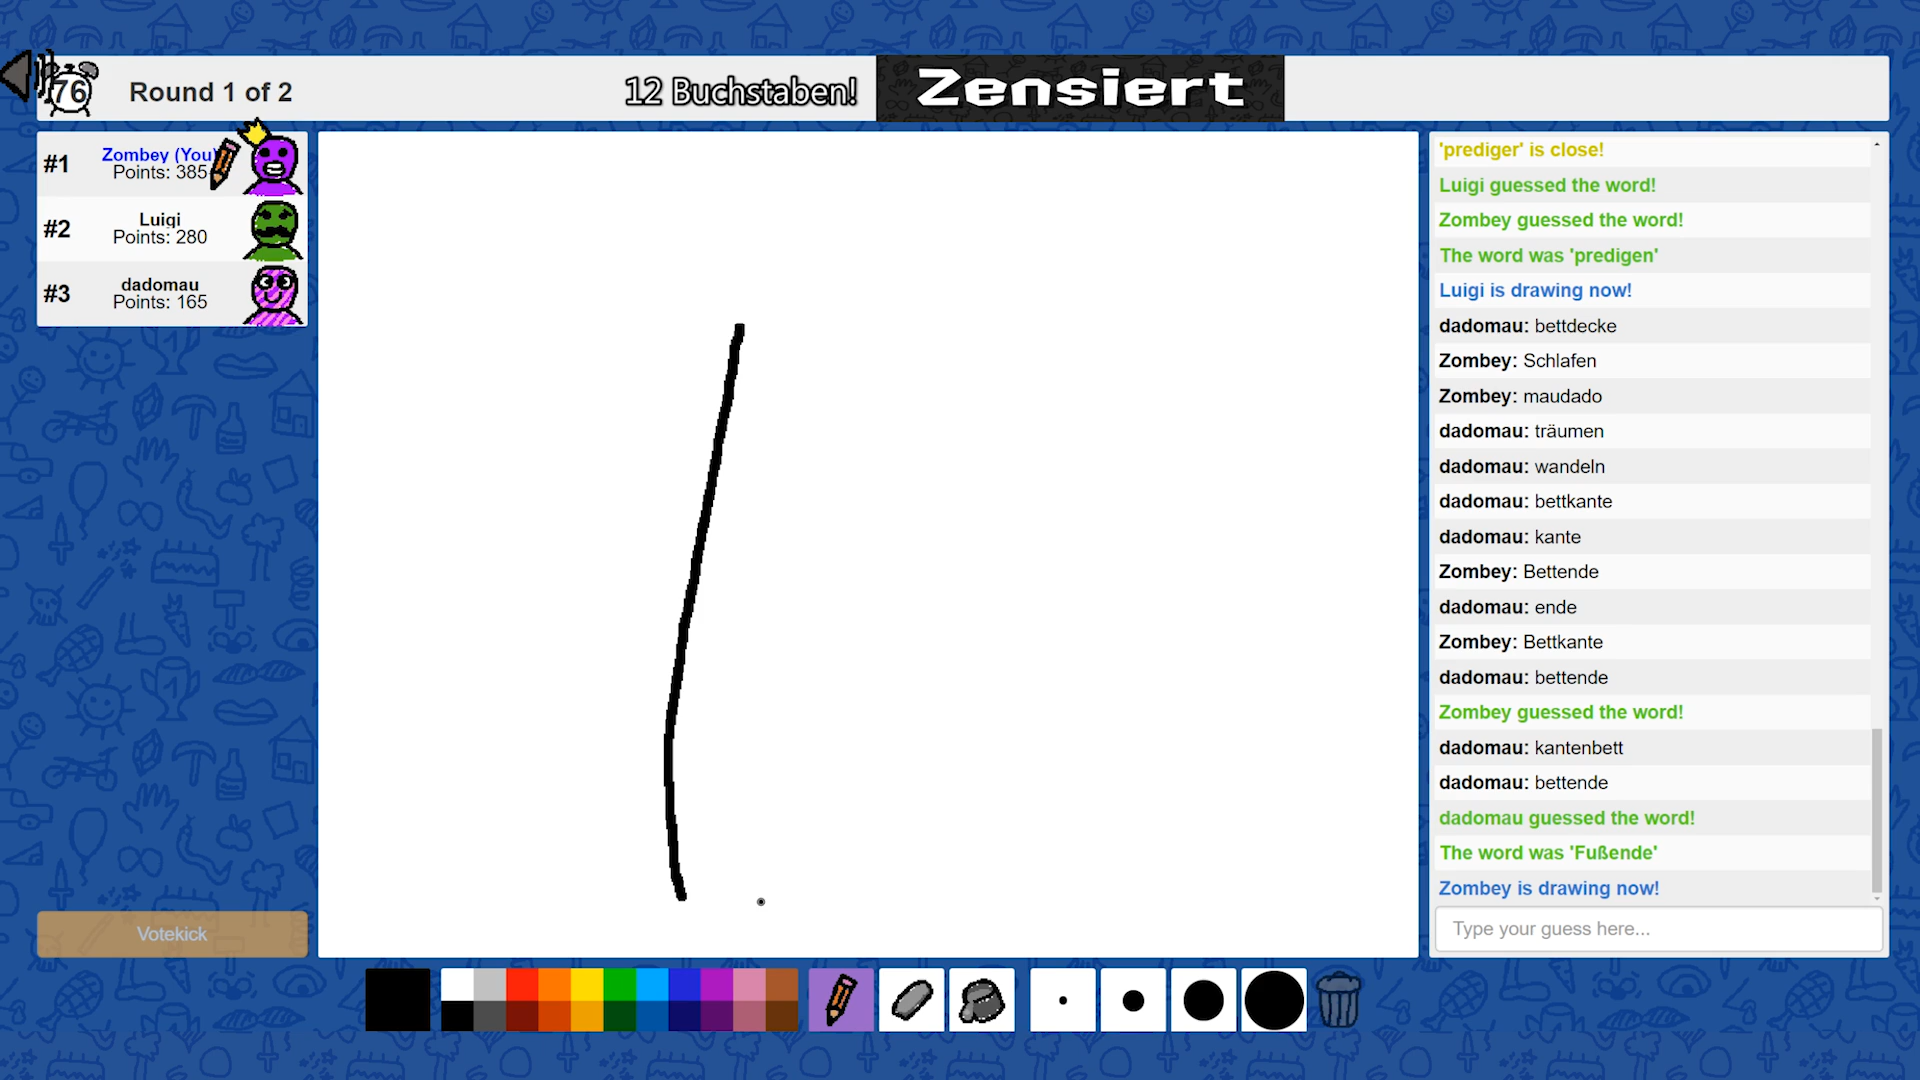 76
Round 1 of 2
12 Buchstaben!
Zensiert
#1
Zombey (You)
Points: 385
#2
Luigi
Points: 280
#3
dadomau
Points: 165
'prediger' is close!
Luigi guessed the word!
Zombey guessed the word!
The word was 'predigen'
Luigi is drawing now!
dadomau: bettdecke
Zombey: Schlafen
Zombey: maudado
dadomau: träumen
dadomau: wandeln
dadomau: bettkante
dadomau: kante
Zombey: Bettende
dadomau: ende
Zombey: Bettkante
dadomau: bettende
Zombey guessed the word!
dadomau: kantenbett
dadomau: bettende
dadomau guessed the word!
The word was 'Fußende'
Zombey is drawing now!
Type your guess here...
Votekick